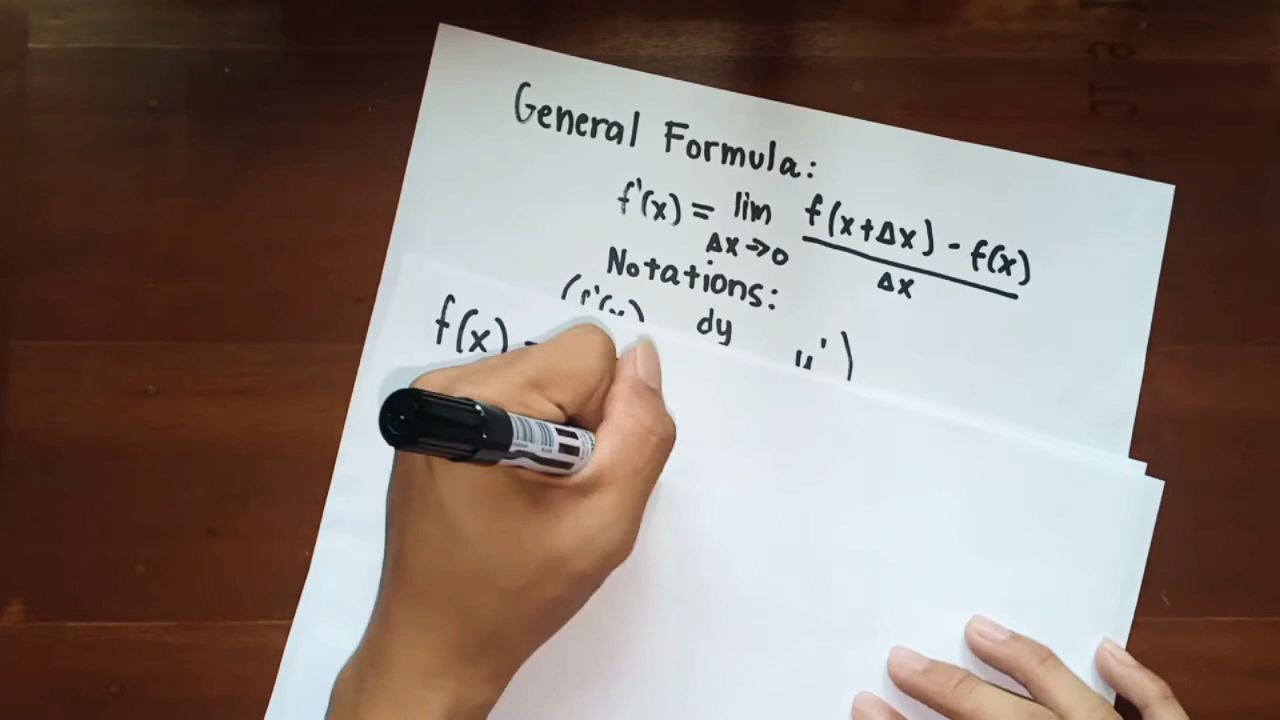 General Formula:
f'(x) = lim Δx→0 f(x+Δx) - f(x) / Δx
Notations:
(f'(x) dy y')
f(x) =